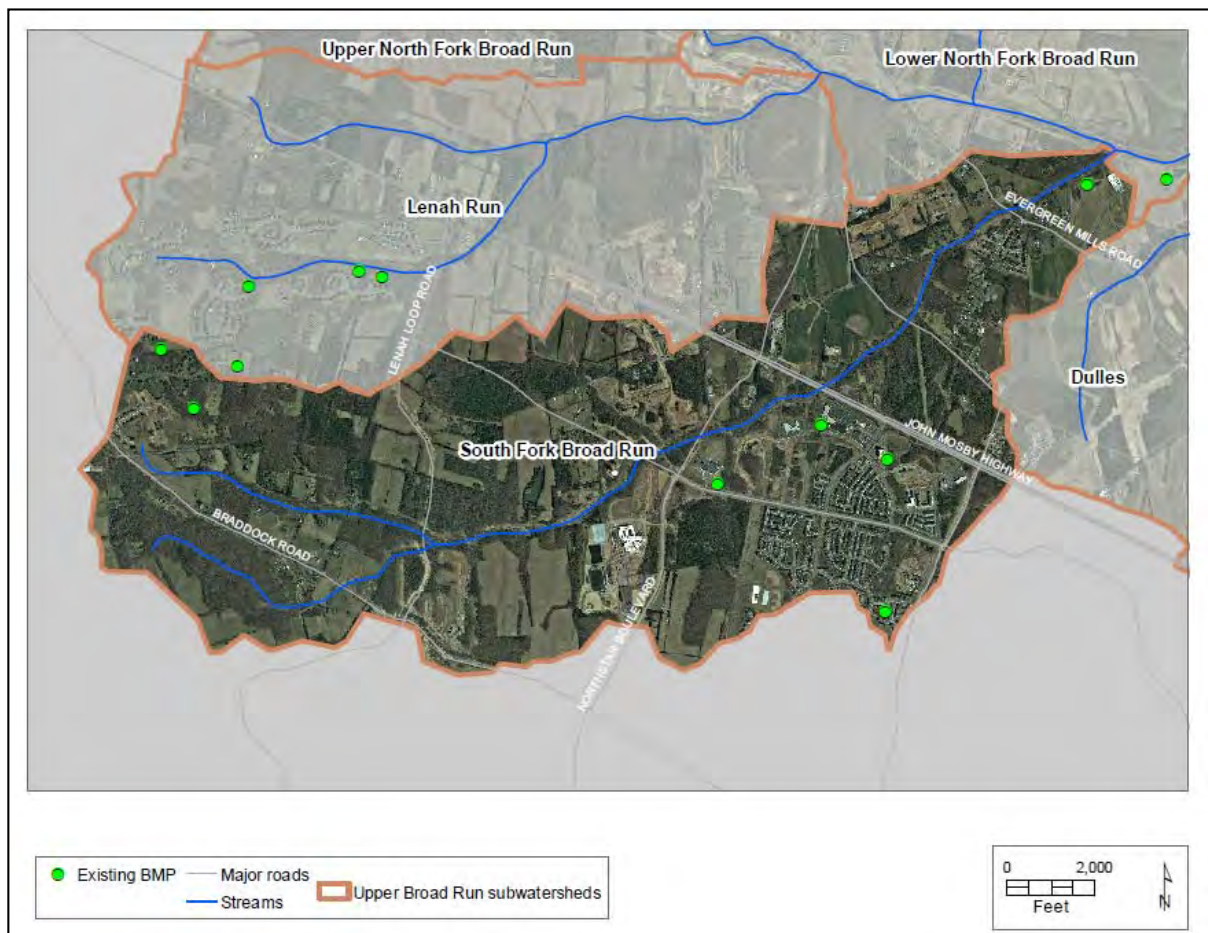 Upper North Fork Broad Run
Lower North Fork Broad Run
Lenah Run
EVERGREEN MILLS ROAD
LENAH LOOP ROAD
Dulles
South Fork Broad Run
JOHN MOSBY HIGHWAY
BRADDOCK ROAD
NORTHSTAR BOULEVARD
Existing BMP
Major roads
Streams
Upper Broad Run subwatersheds
0 2,000
Feet
N